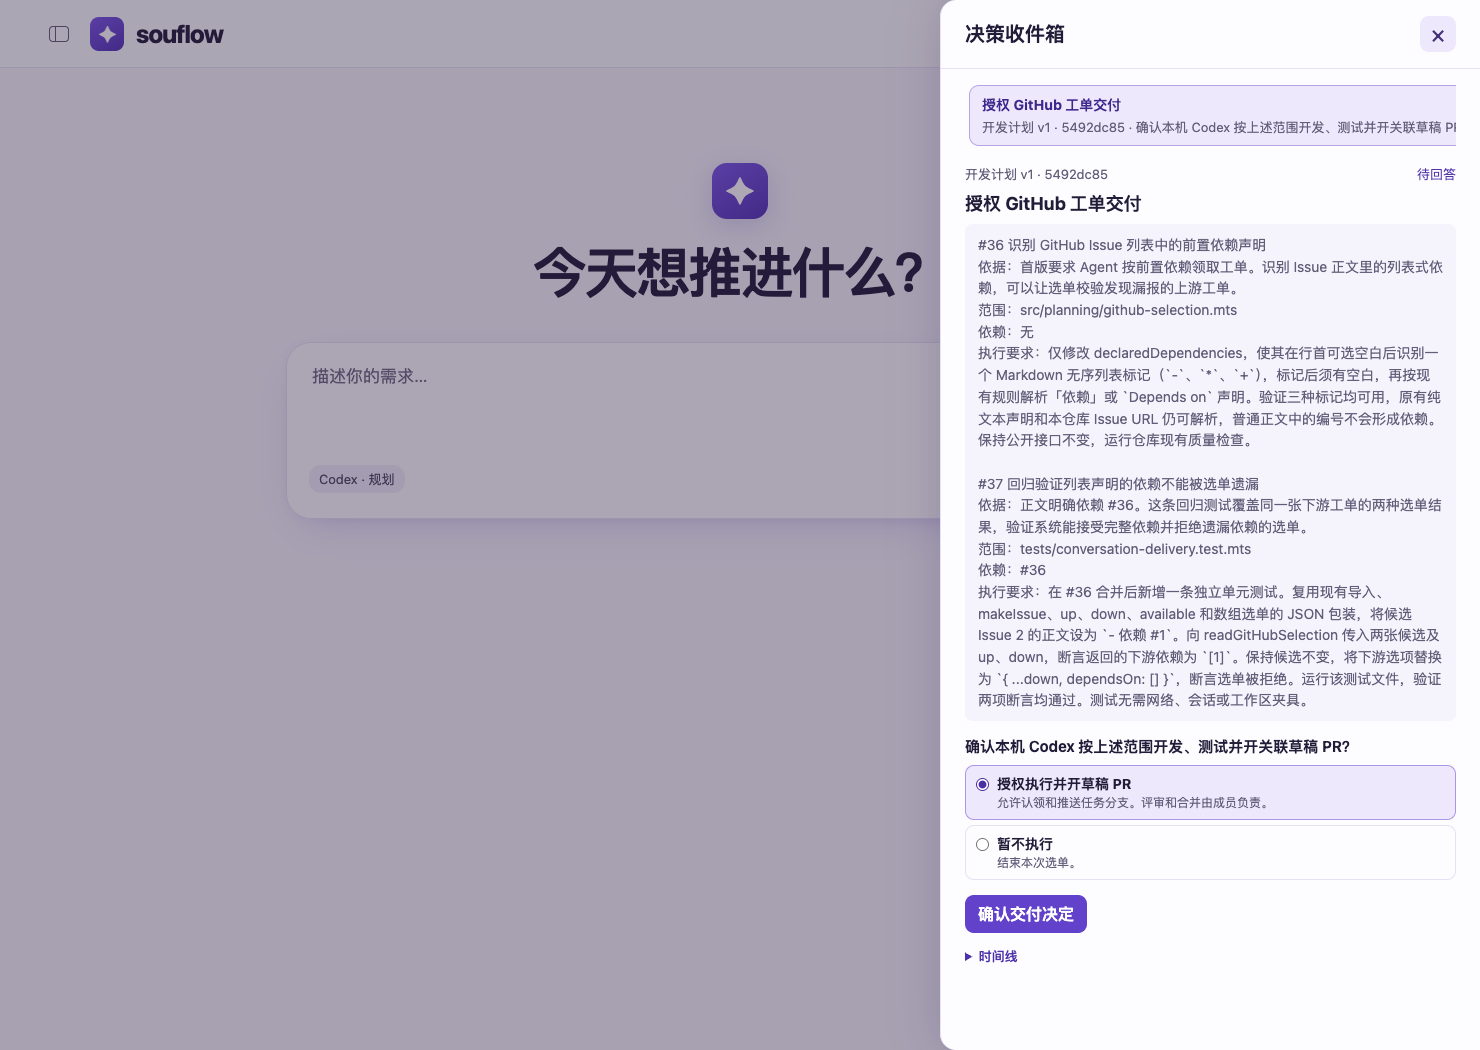 souflow
今天想推进什么?
描述你的需求...
Codex · 规划
决策收件箱
授权 GitHub 工单交付
开发计划 v1 · 5492dc85 · 确认本机 Codex 按上述范围开发、测试并开关联草稿 PR
开发计划 v1 · 5492dc85
待回答
授权 GitHub 工单交付
#36 识别 GitHub Issue 列表中的前置依赖声明
依据：首版要求 Agent 按前置依赖领取工单。识别 Issue 正文里的列表式依
赖，可以让选单校验发现漏报的上游工单。
范围：src/planning/github-selection.mts
依赖：无
执行要求：仅修改 declaredDependencies，使其在行首可选空白后识别一
个 Markdown 无序列表标记（`-`、`*`、`+`），标记后须有空白，再按现
有规则解析「依赖」或 `Depends on` 声明。验证三种标记均可用，原有纯
文本声明和本仓库 Issue URL 仍可解析，普通正文中的编号不会形成依赖。
保持公开接口不变，运行仓库现有质量检查。
#37 回归验证列表声明的依赖不能被选单遗漏
依据：正文明确依赖 #36。这条回归测试覆盖同一张下游工单的两种选单结
果，验证系统能接受完整依赖并拒绝遗漏依赖的选单。
范围：tests/conversation-delivery.test.mts
依赖：#36
执行要求：在 #36 合并后新增一条独立单元测试。复用现有导入、
makeIssue、up、down、available 和数组选单的 JSON 包装，将候选
Issue 2 的正文设为 `- 依赖 #1`。向 readGitHubSelection 传入两张候选及
up、down，断言返回的下游依赖为 `[1]`。保持候选不变，将下游选项替换
为 `{ ...down, dependsOn: [] }`，断言选单被拒绝。运行该测试文件，验证
两项断言均通过。测试无需网络、会话或工作区夹具。
确认本机 Codex 按上述范围开发、测试并开关联草稿 PR?
授权执行并开草稿 PR
允许认领和推送任务分支。评审和合并由成员负责。
暂不执行
结束本次选单。
确认交付决定
时间线